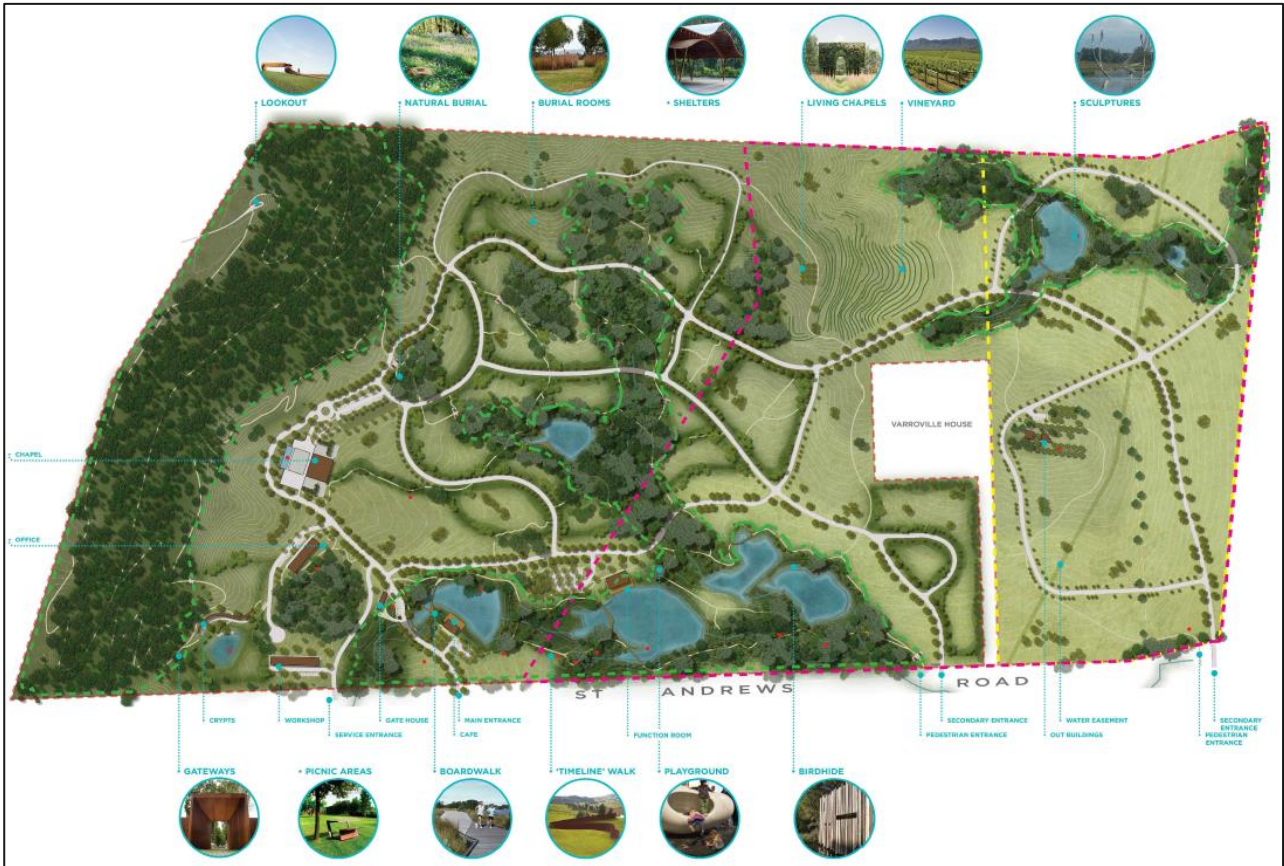 LOOKOUT
NATURAL BURIAL
BURIAL ROOMS
SHELTERS
LIVING CHAPELS
VINEYARD
SCULPTURES
VARROVILLE HOUSE
CHAPEL
OFFICE
ST ANDREWS ROAD
CRYPTS
WORKSHOP
SERVICE ENTRANCE
GATE HOUSE
MAIN ENTRANCE
CAFE
FUNCTION ROOM
SECONDARY ENTRANCE
PEDESTRIAN ENTRANCE
WATER EASEMENT
OUT BUILDINGS
SECONDARY
ENTRANCE
PEDESTRIAN
ENTRANCE
GATEWAYS
PICNIC AREAS
BOARDWALK
'TIMELINE' WALK
PLAYGROUND
BIRDHIDE